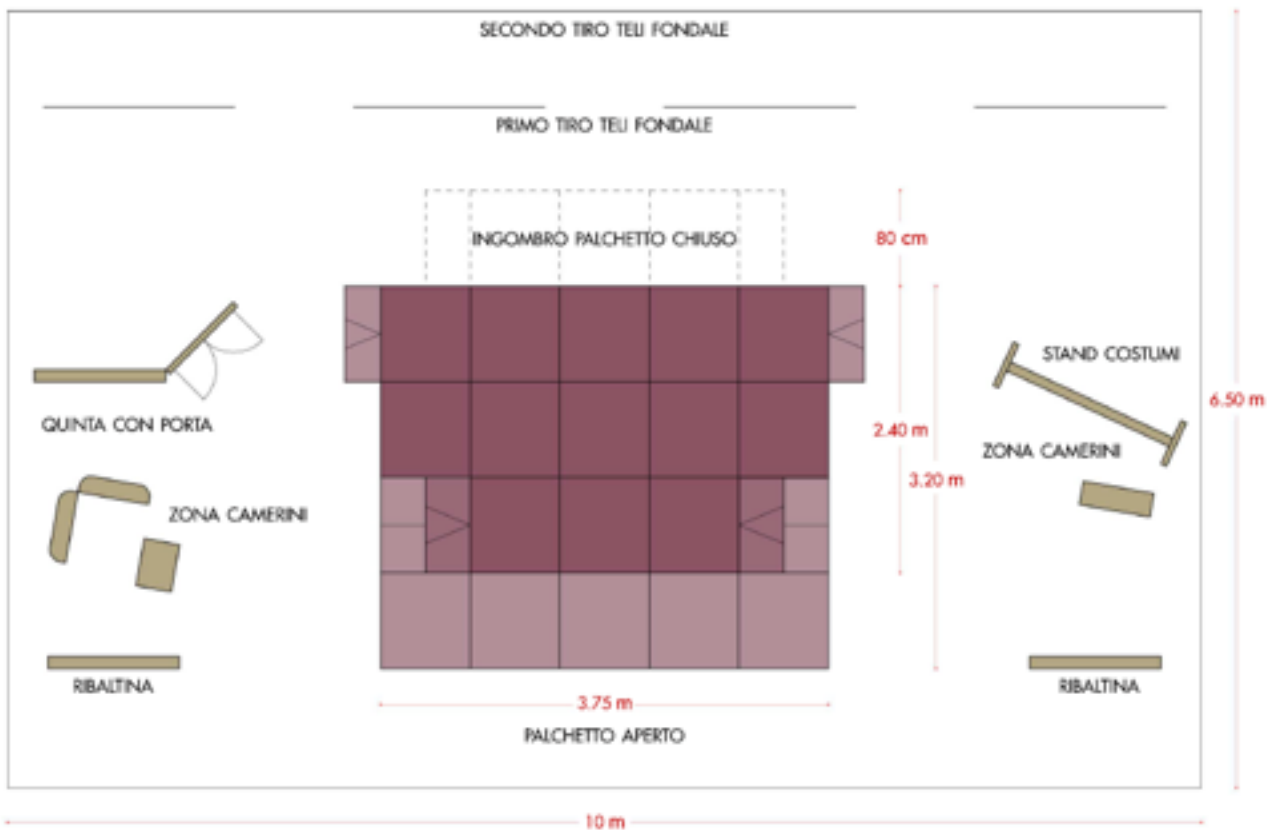 SECONDO TIRO TELI FONDALE
PRIMO TIRO TELI FONDALE
INGOMBRO PALCHETTO CHIUSO
80 cm
STAND COSTUMI
6.50 m
QUINTA CON PORTA
2.40 m
ZONA CAMERINI
3.20 m
ZONA CAMERINI
RIBALTINA
RIBALTINA
3.75 m
PALCHETTO APERTO
10 m